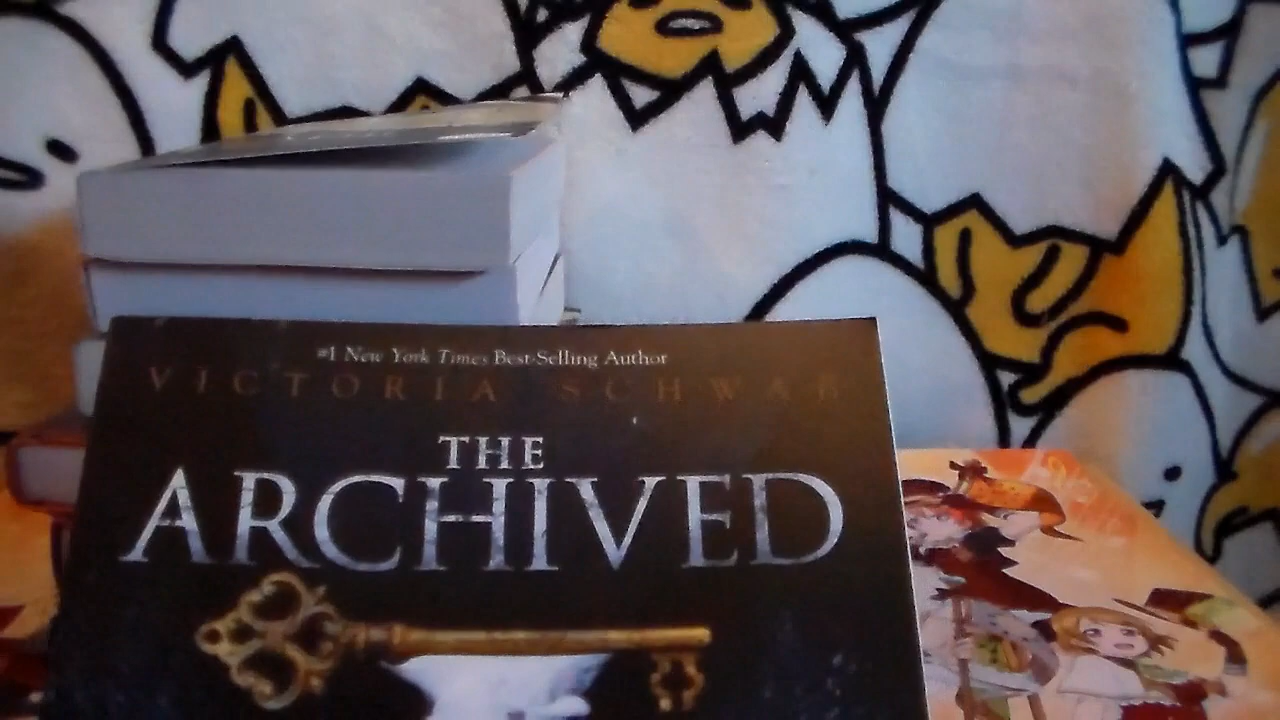 #1 New York Times Best-Selling Author
VICTORIA SCHWAB
THE
ARCHIVED